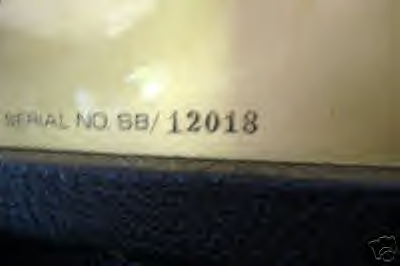 SERIAL NO. SB/ 12018